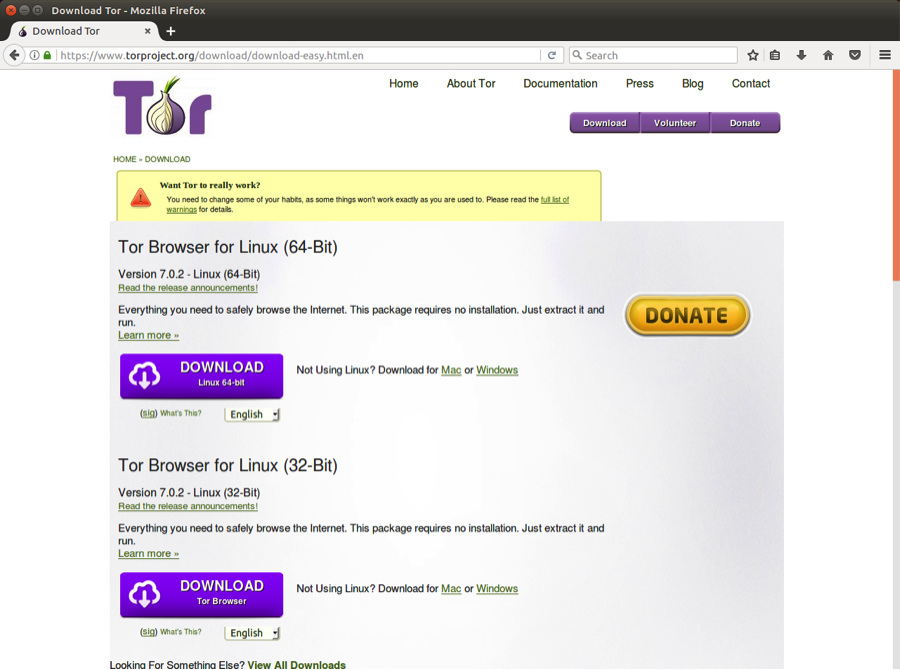 Download Tor - Mozilla Firefox
Download Tor
https://www.torproject.org/download/download-easy.html.en
Search
Tor
Home About Tor Documentation Press Blog Contact
Download Volunteer Donate
HOME » DOWNLOAD
Want Tor to really work?
You need to change some of your habits, as some things won't work exactly as you are used to. Please read the full list of
warnings for details.
Tor Browser for Linux (64-Bit)
Version 7.0.2 - Linux (64-Bit)
Read the release announcements!
Everything you need to safely browse the Internet. This package requires no installation. Just extract it and
run.
Learn more »
DONATE
DOWNLOAD
Linux 64-bit
Not Using Linux? Download for Mac or Windows
(sig) What's This? English
Tor Browser for Linux (32-Bit)
Version 7.0.2 - Linux (32-Bit)
Read the release announcements!
Everything you need to safely browse the Internet. This package requires no installation. Just extract it and
run.
Learn more »
DOWNLOAD
Tor Browser
Not Using Linux? Download for Mac or Windows
(sig) What's This? English
Looking For Something Else? View All Downloads